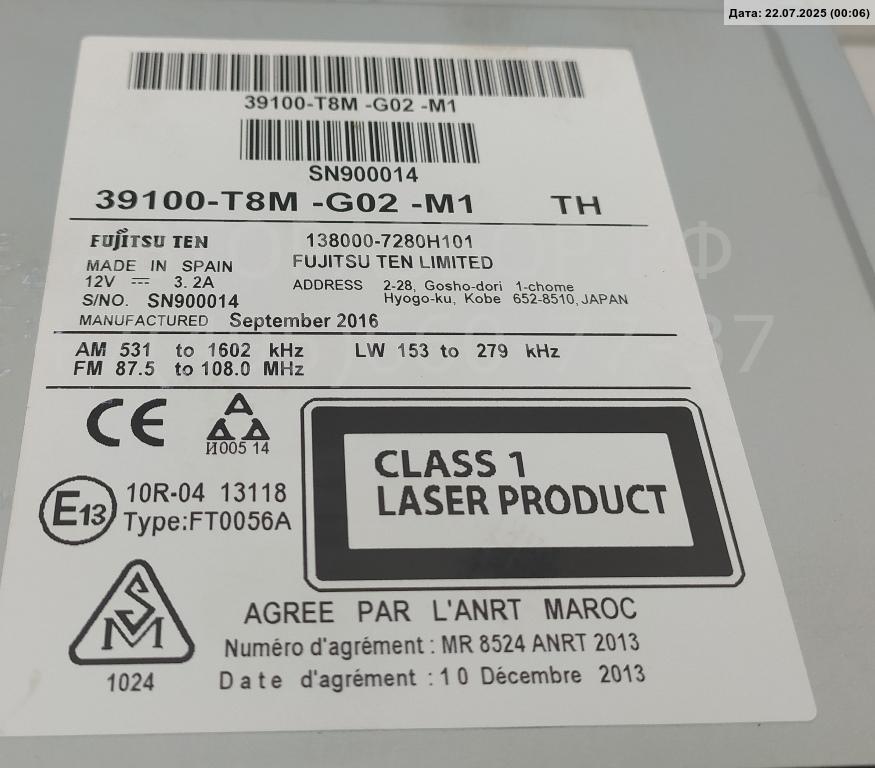 Дата: 22.07.2025 (00:06)
39100-T8M -G02 -M1
SN900014
39100-T8M -G02 -M1 TH
FUJITSU TEN 138000-7280H101
MADE IN SPAIN FUJITSU TEN LIMITED
12V 3. 2A ADDRESS 2-28, Gosho-dori 1-chome
S/NO. SN900014 Hyogo-ku, Kobe 652-8510, JAPAN
MANUFACTURED September 2016
AM 531 to 1602 kHz LW 153 to 279 kHz
FM 87.5 to 108.0 MHz
CE
И005 14
E13 10R-04 13118
Type:FT0056A
CLASS 1
LASER PRODUCT
SM
1024
AGREE PAR L'ANRT MAROC
Numéro d'agrément : MR 8524 ANRT 2013
Date d'agrément :10 Décembre 2013